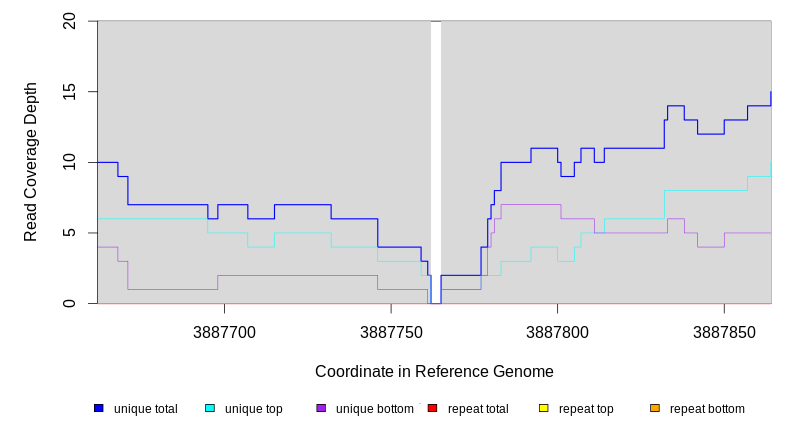 20
15
10
5
0
Read Coverage Depth
3887700 3887750 3887800 3887850
Coordinate in Reference Genome
unique total unique top unique bottom repeat total repeat top repeat bottom